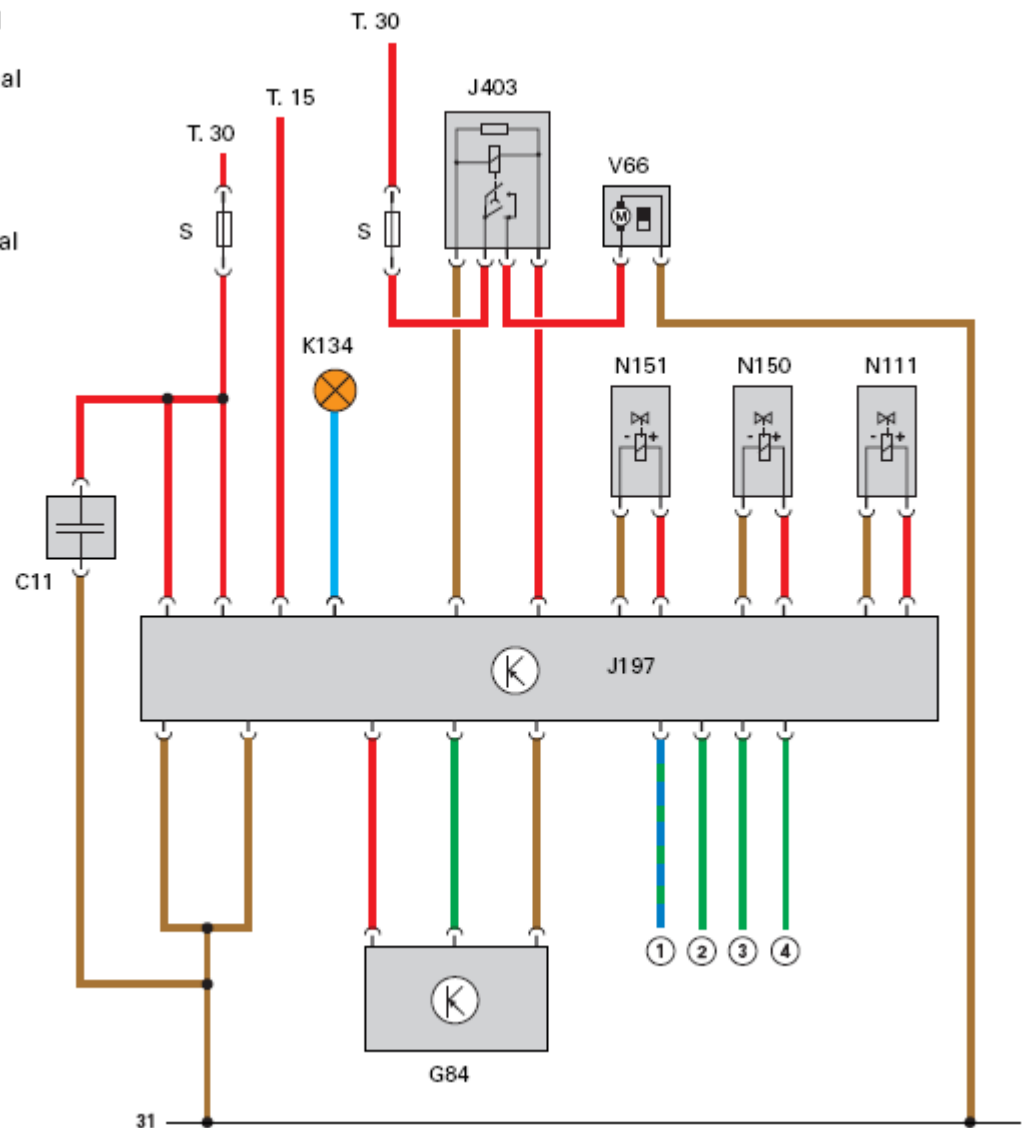 al
al
T. 30
T. 15
T. 30
J403
V66
S
S
K134
N151
N150
N111
M
- +
- +
- +
C11
J197
1 2 3 4
G84
31